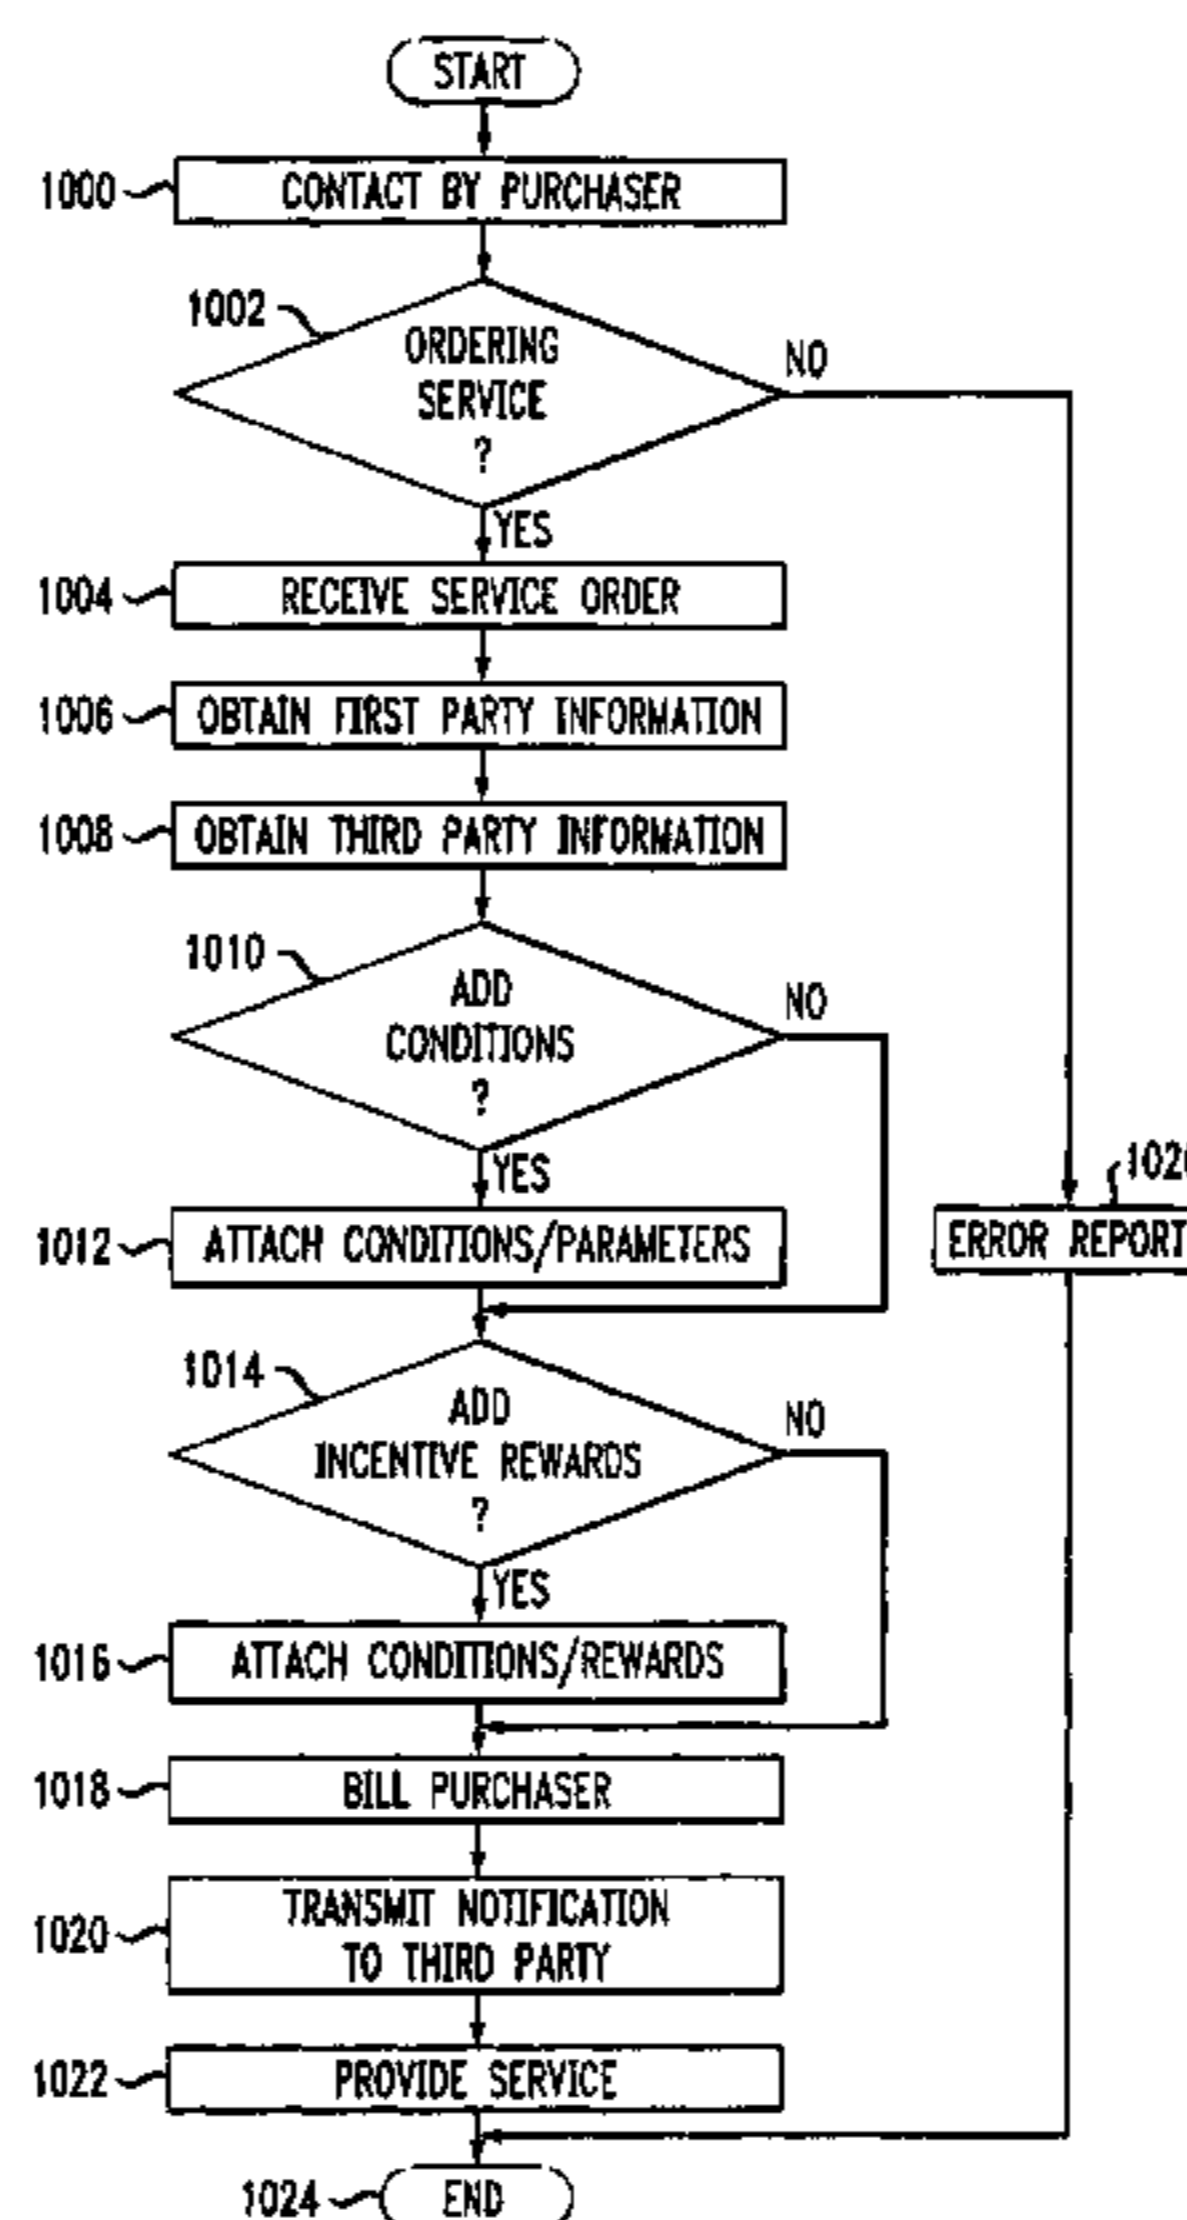 START
1000
CONTACT BY PURCHASER
1002
ORDERING
SERVICE
?
NO
YES
1004
RECEIVE SERVICE ORDER
1006
OBTAIN FIRST PARTY INFORMATION
1008
OBTAIN THIRD PARTY INFORMATION
1010
ADD
CONDITIONS
?
NO
YES
1012
ATTACH CONDITIONS/PARAMETERS
ERROR REPORT
1014
ADD
INCENTIVE REWARDS
?
NO
YES
1016
ATTACH CONDITIONS/REWARDS
1018
BILL PURCHASER
1020
TRANSMIT NOTIFICATION
TO THIRD PARTY
1022
PROVIDE SERVICE
1024
END